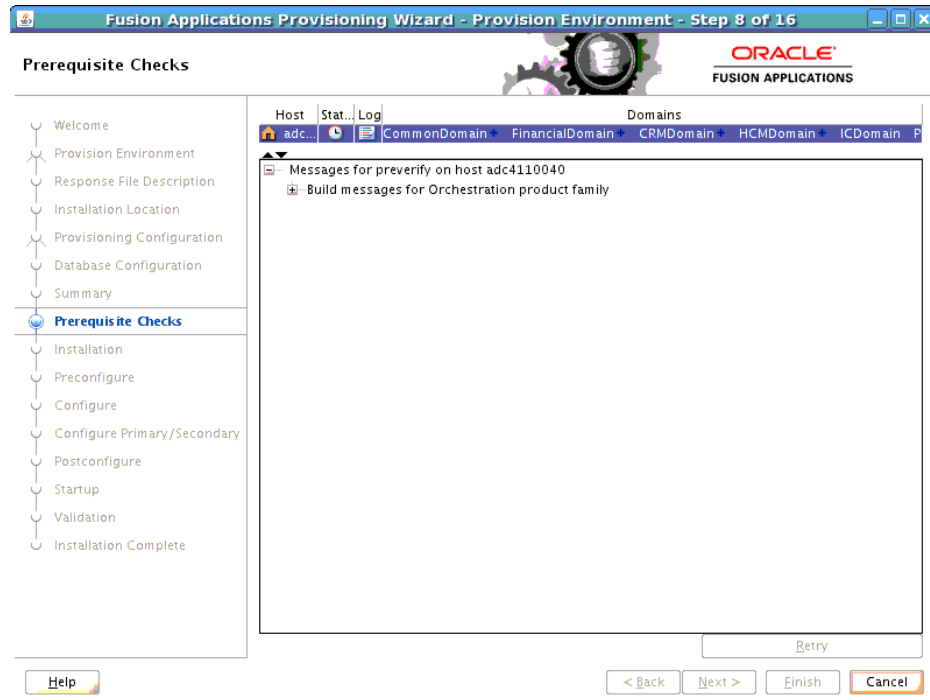 Fusion Applications Provisioning Wizard - Provision Environment - Step 8 of 16
Prerequisite Checks
ORACLE
FUSION APPLICATIONS
Welcome
Provision Environment
Response File Description
Installation Location
Provisioning Configuration
Database Configuration
Summary
Prerequisite Checks
Installation
Preconfigure
Configure
Configure Primary/Secondary
Postconfigure
Startup
Validation
Installation Complete
Host Stat... Log Domains
adc... CommonDomain+ FinancialDomain+ CRMDomain+ HCMDomain+ ICDomain P
Messages for preverify on host adc4110040
Build messages for Orchestration product family
Retry
Help < Back Next > Finish Cancel